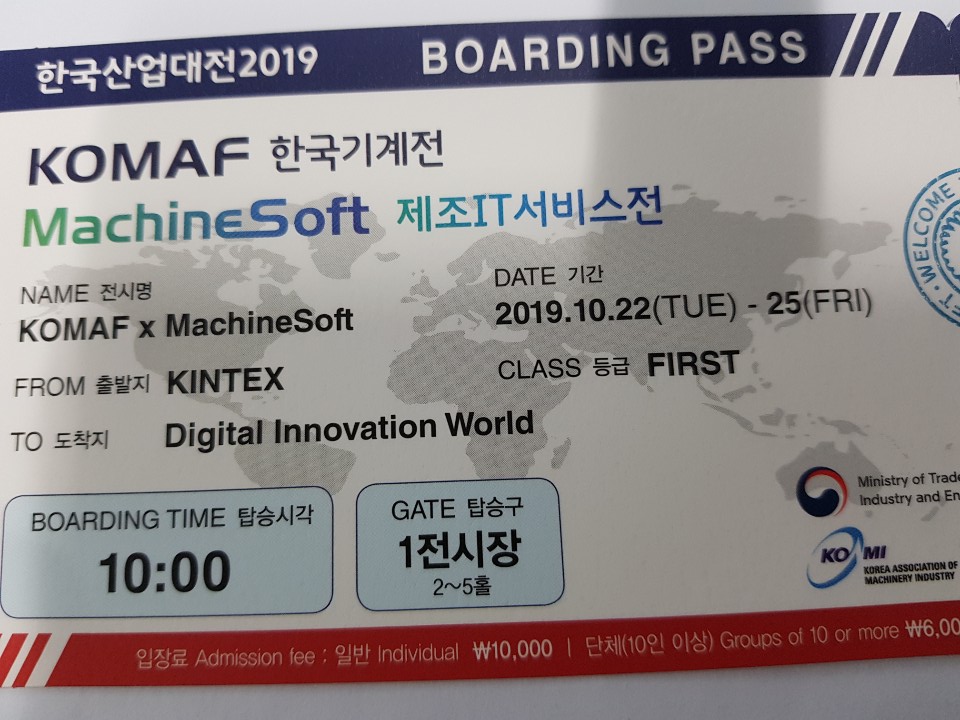 한국산업대전2019 BOARDING PASS
KOMAF 한국기계전
MachineSoft 제조IT서비스전
WELCOME
NAME 전시명
KOMAF x MachineSoft
DATE 기간
2019.10.22(TUE) - 25(FRI)
FROM 출발지 KINTEX
CLASS 등급 FIRST
TO 도착지 Digital Innovation World
BOARDING TIME 탑승시각
10:00
GATE 탑승구
1전시장
2~5홀
Ministry of Trade
Industry and En
KOMI
KOREA ASSOCIATION OF
MACHINERY INDUSTRY
입장료 Admission fee : 일반 Individual ₩10,000 | 단체(10인 이상) Groups of 10 or more ₩6,00